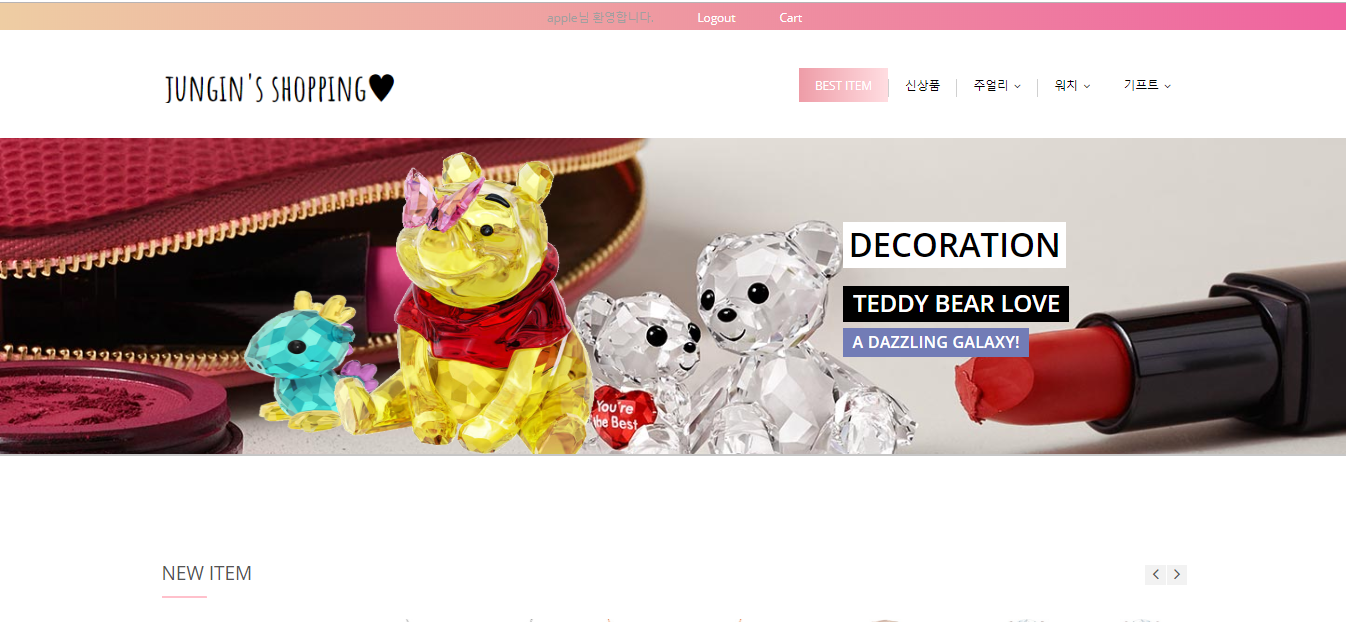 apple님 환영합니다. Logout Cart
JUNGIN'S SHOPPING♥
BEST ITEM 신상품 주얼리 워치 기프트
DECORATION
TEDDY BEAR LOVE
A DAZZLING GALAXY!
You're
the Best
NEW ITEM